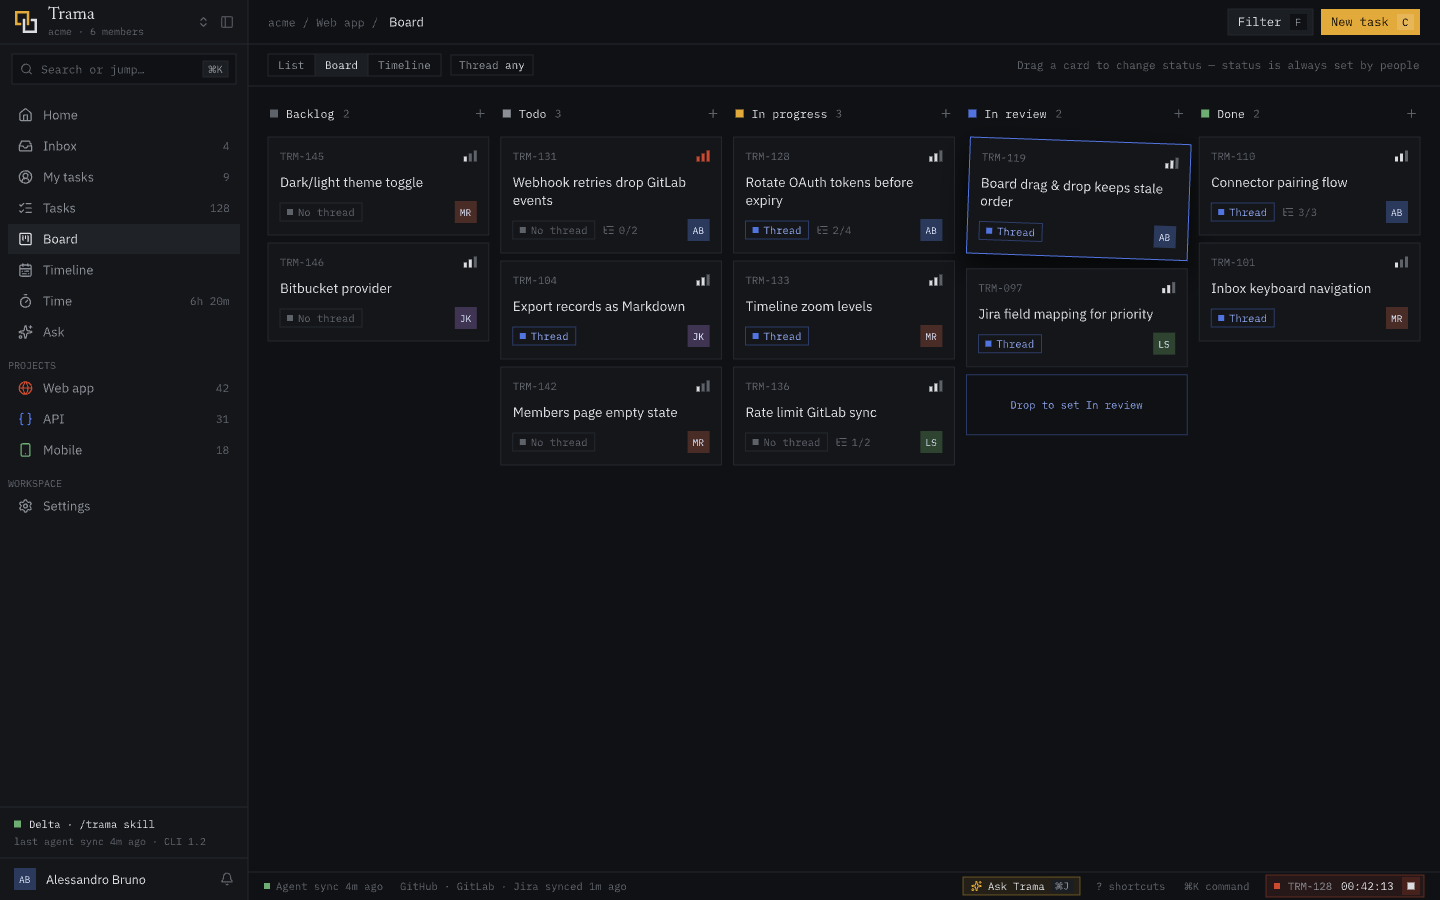 Trama
acme · 6 members
Search or jump… ⌘K
Home
Inbox 4
My tasks 9
Tasks 128
Board
Timeline
Time 6h 20m
Ask
PROJECTS
Web app 42
API 31
Mobile 18
WORKSPACE
Settings
Delta · /trama skill
last agent sync 4m ago · CLI 1.2
AB Alessandro Bruno
acme / Web app / Board
Filter F
New task C
List Board Timeline Thread any
Drag a card to change status — status is always set by people
Backlog 2 +
TRM-145
Dark/light theme toggle
No thread MR
TRM-146
Bitbucket provider
No thread JK
Todo 3 +
TRM-131
Webhook retries drop GitLab
events
No thread 0/2 AB
TRM-104
Export records as Markdown
Thread JK
TRM-142
Members page empty state
No thread MR
In progress 3 +
TRM-128
Rotate OAuth tokens before
expiry
Thread 2/4 AB
TRM-133
Timeline zoom levels
Thread MR
TRM-136
Rate limit GitLab sync
No thread 1/2 LS
In review 2 +
TRM-119
Board drag & drop keeps stale
order
Thread AB
TRM-097
Jira field mapping for priority
Thread LS
Drop to set In review
Done 2 +
TRM-110
Connector pairing flow
Thread 3/3 AB
TRM-101
Inbox keyboard navigation
Thread MR
Agent sync 4m ago GitHub · GitLab · Jira synced 1m ago
Ask Trama ⌘J ? shortcuts ⌘K command TRM-128 00:42:13